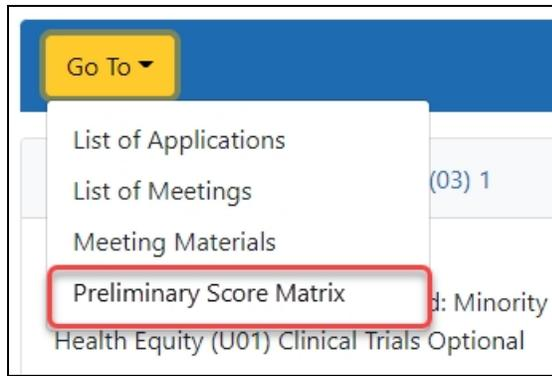 Go To
List of Applications
List of Meetings
(03) 1
Meeting Materials
Preliminary Score Matrix
d: Minority
Health Equity (U01) Clinical Trials Optional